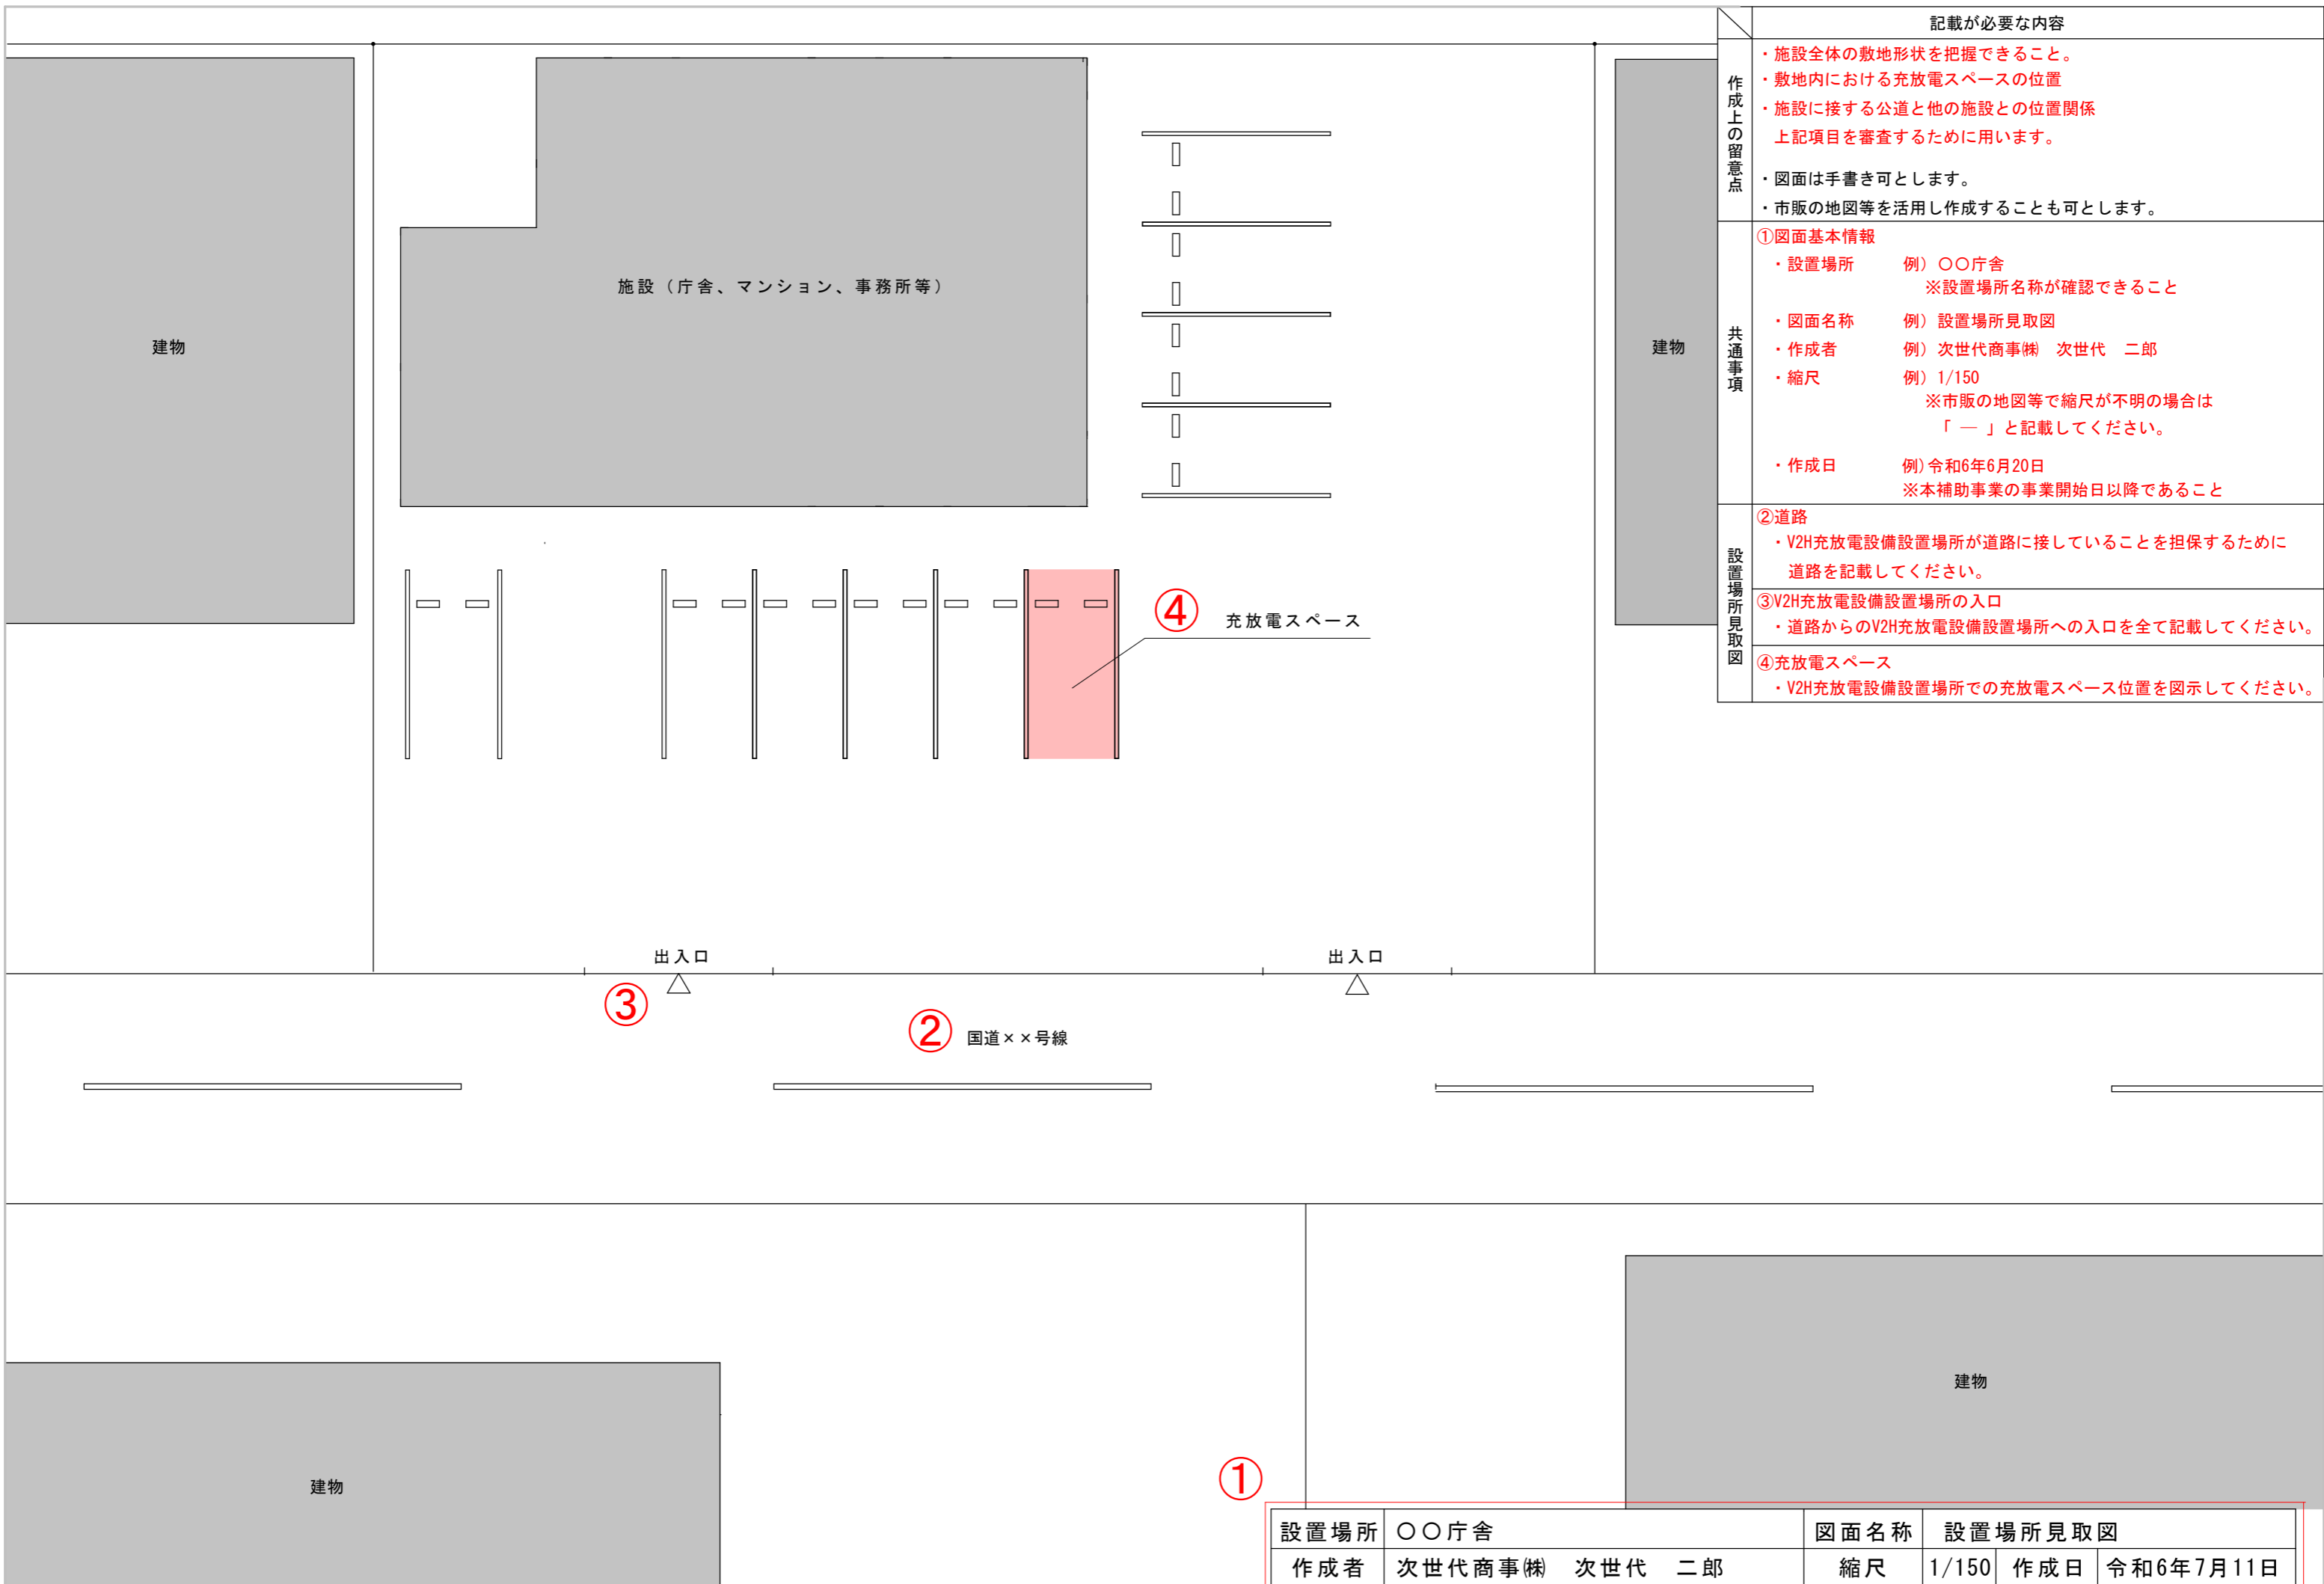 記載が必要な内容
作成上の留意点
・施設全体の敷地形状を把握できること。
・敷地内における充放電スペースの位置
・施設に接する公道と他の施設との位置関係
上記項目を審査するために用います。
・図面は手書き可とします。
・市販の地図等を活用し作成することも可とします。
共通事項
①図面基本情報
・設置場所 例）〇〇庁舎
※設置場所名称が確認できること
・図面名称 例）設置場所見取図
・作成者 例）次世代商事㈱ 次世代 二郎
・縮尺 例）1/150
※市販の地図等で縮尺が不明の場合は
「 ― 」と記載してください。
・作成日 例)令和6年6月20日
※本補助事業の事業開始日以降であること
設置場所見取図
②道路
・V2H充放電設備設置場所が道路に接していることを担保するために
道路を記載してください。
③V2H充放電設備設置場所の入口
・道路からのV2H充放電設備設置場所への入口を全て記載してください。
④充放電スペース
・V2H充放電設備設置場所での充放電スペース位置を図示してください。
施設（庁舎、マンション、事務所等）
建物
建物
④ 充放電スペース
出入口
出入口
③
② 国道××号線
建物
建物
①
設置場所 〇〇庁舎 図面名称 設置場所見取図
作成者 次世代商事㈱ 次世代 二郎 縮尺 1/150 作成日 令和6年7月11日